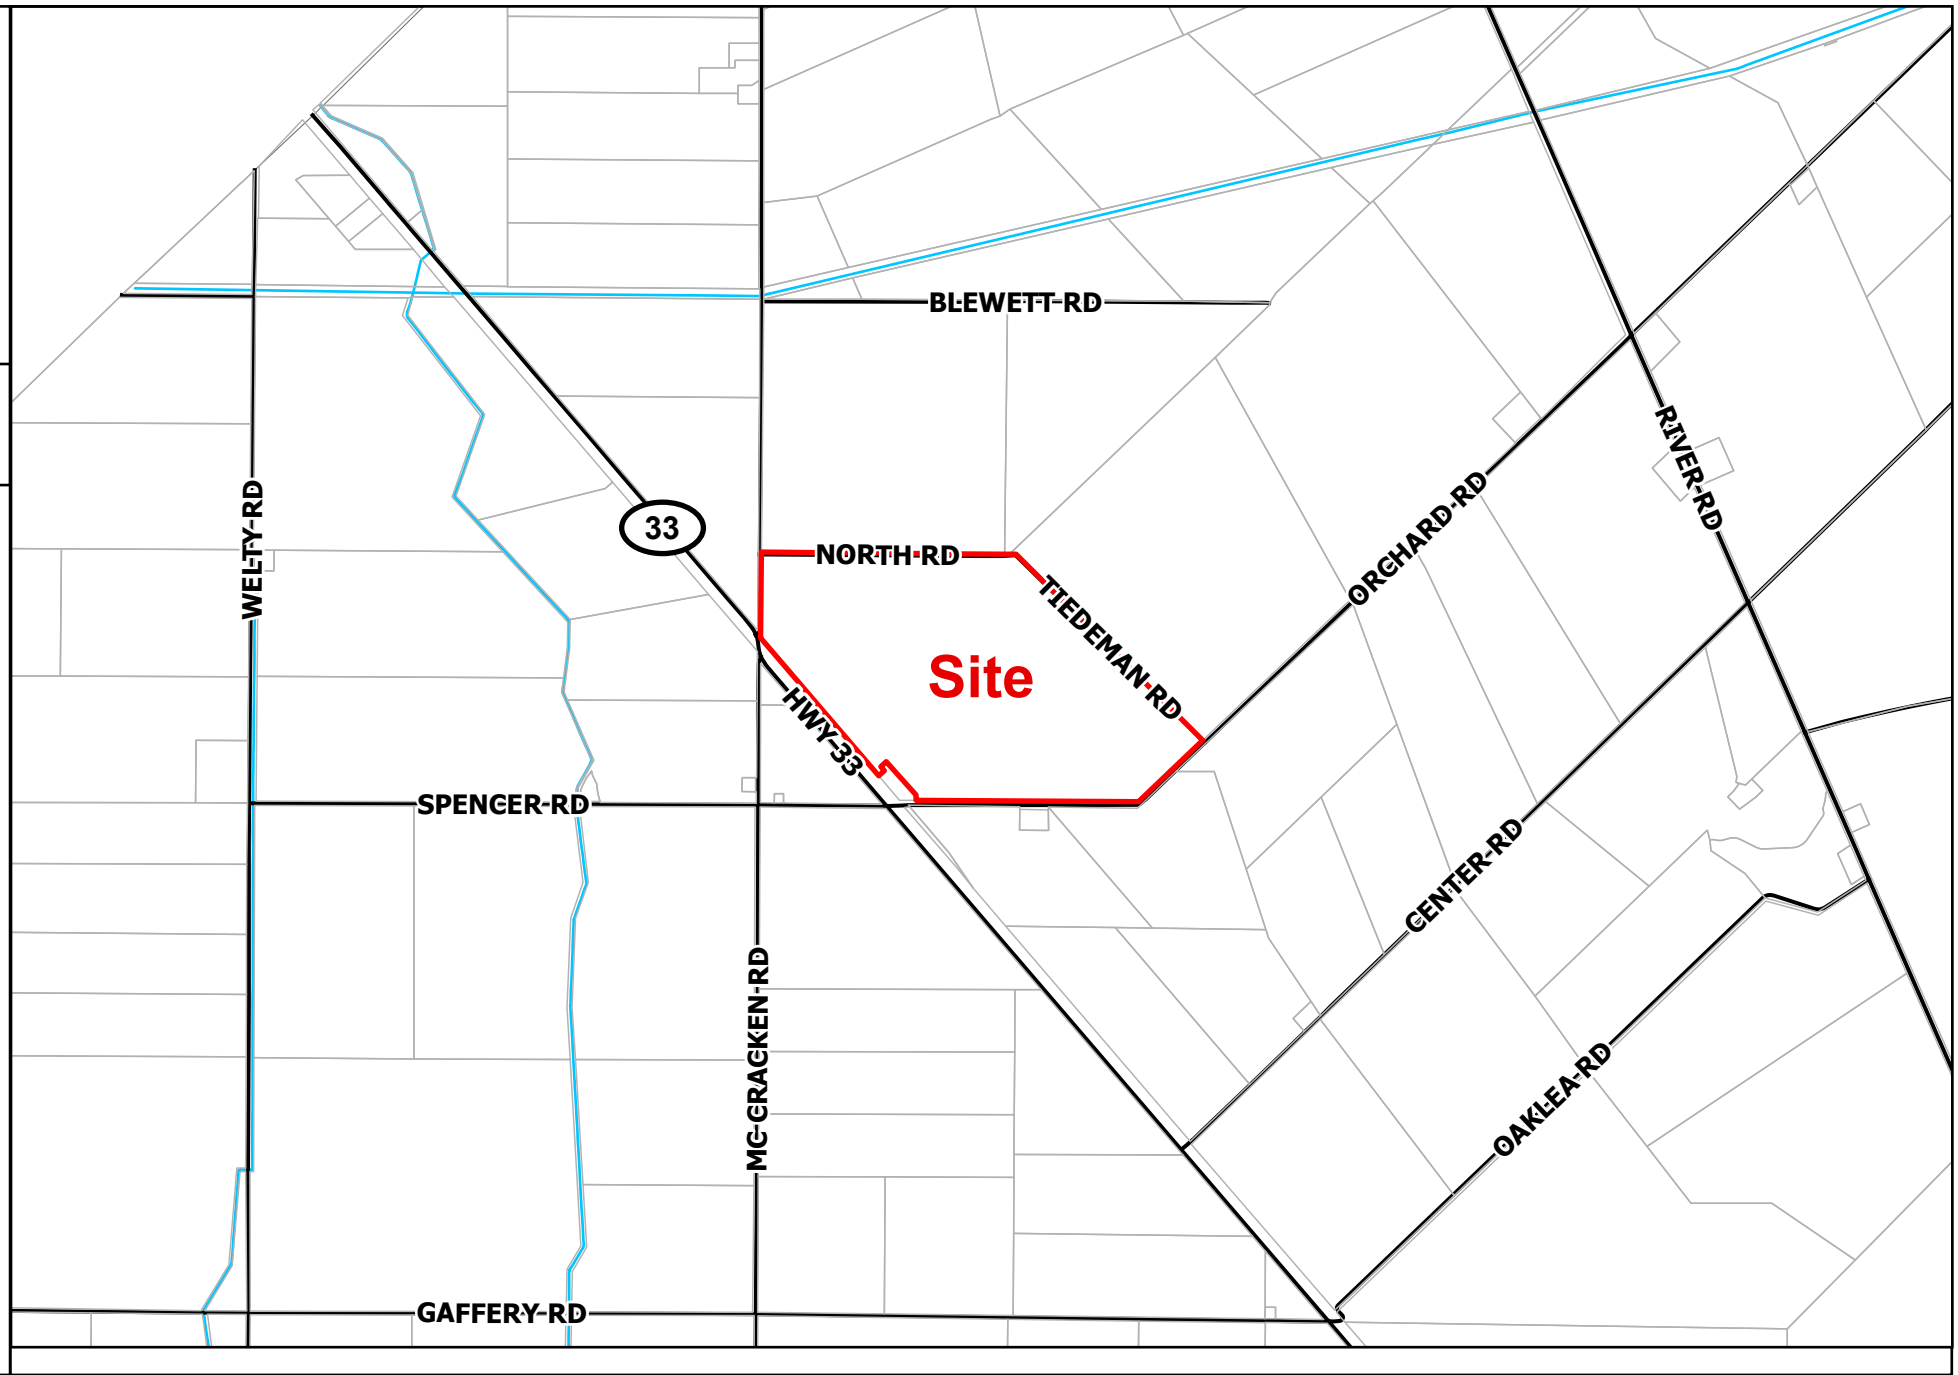 BLEWETT RD
RIVER RD
WELTY RD
33
ORCHARD RD
NORTH RD
TIEDEMAN RD
Site
HWY 33
SPENCER RD
CENTER RD
MC CRACKEN RD
OAKLEA RD
GAFFERY RD